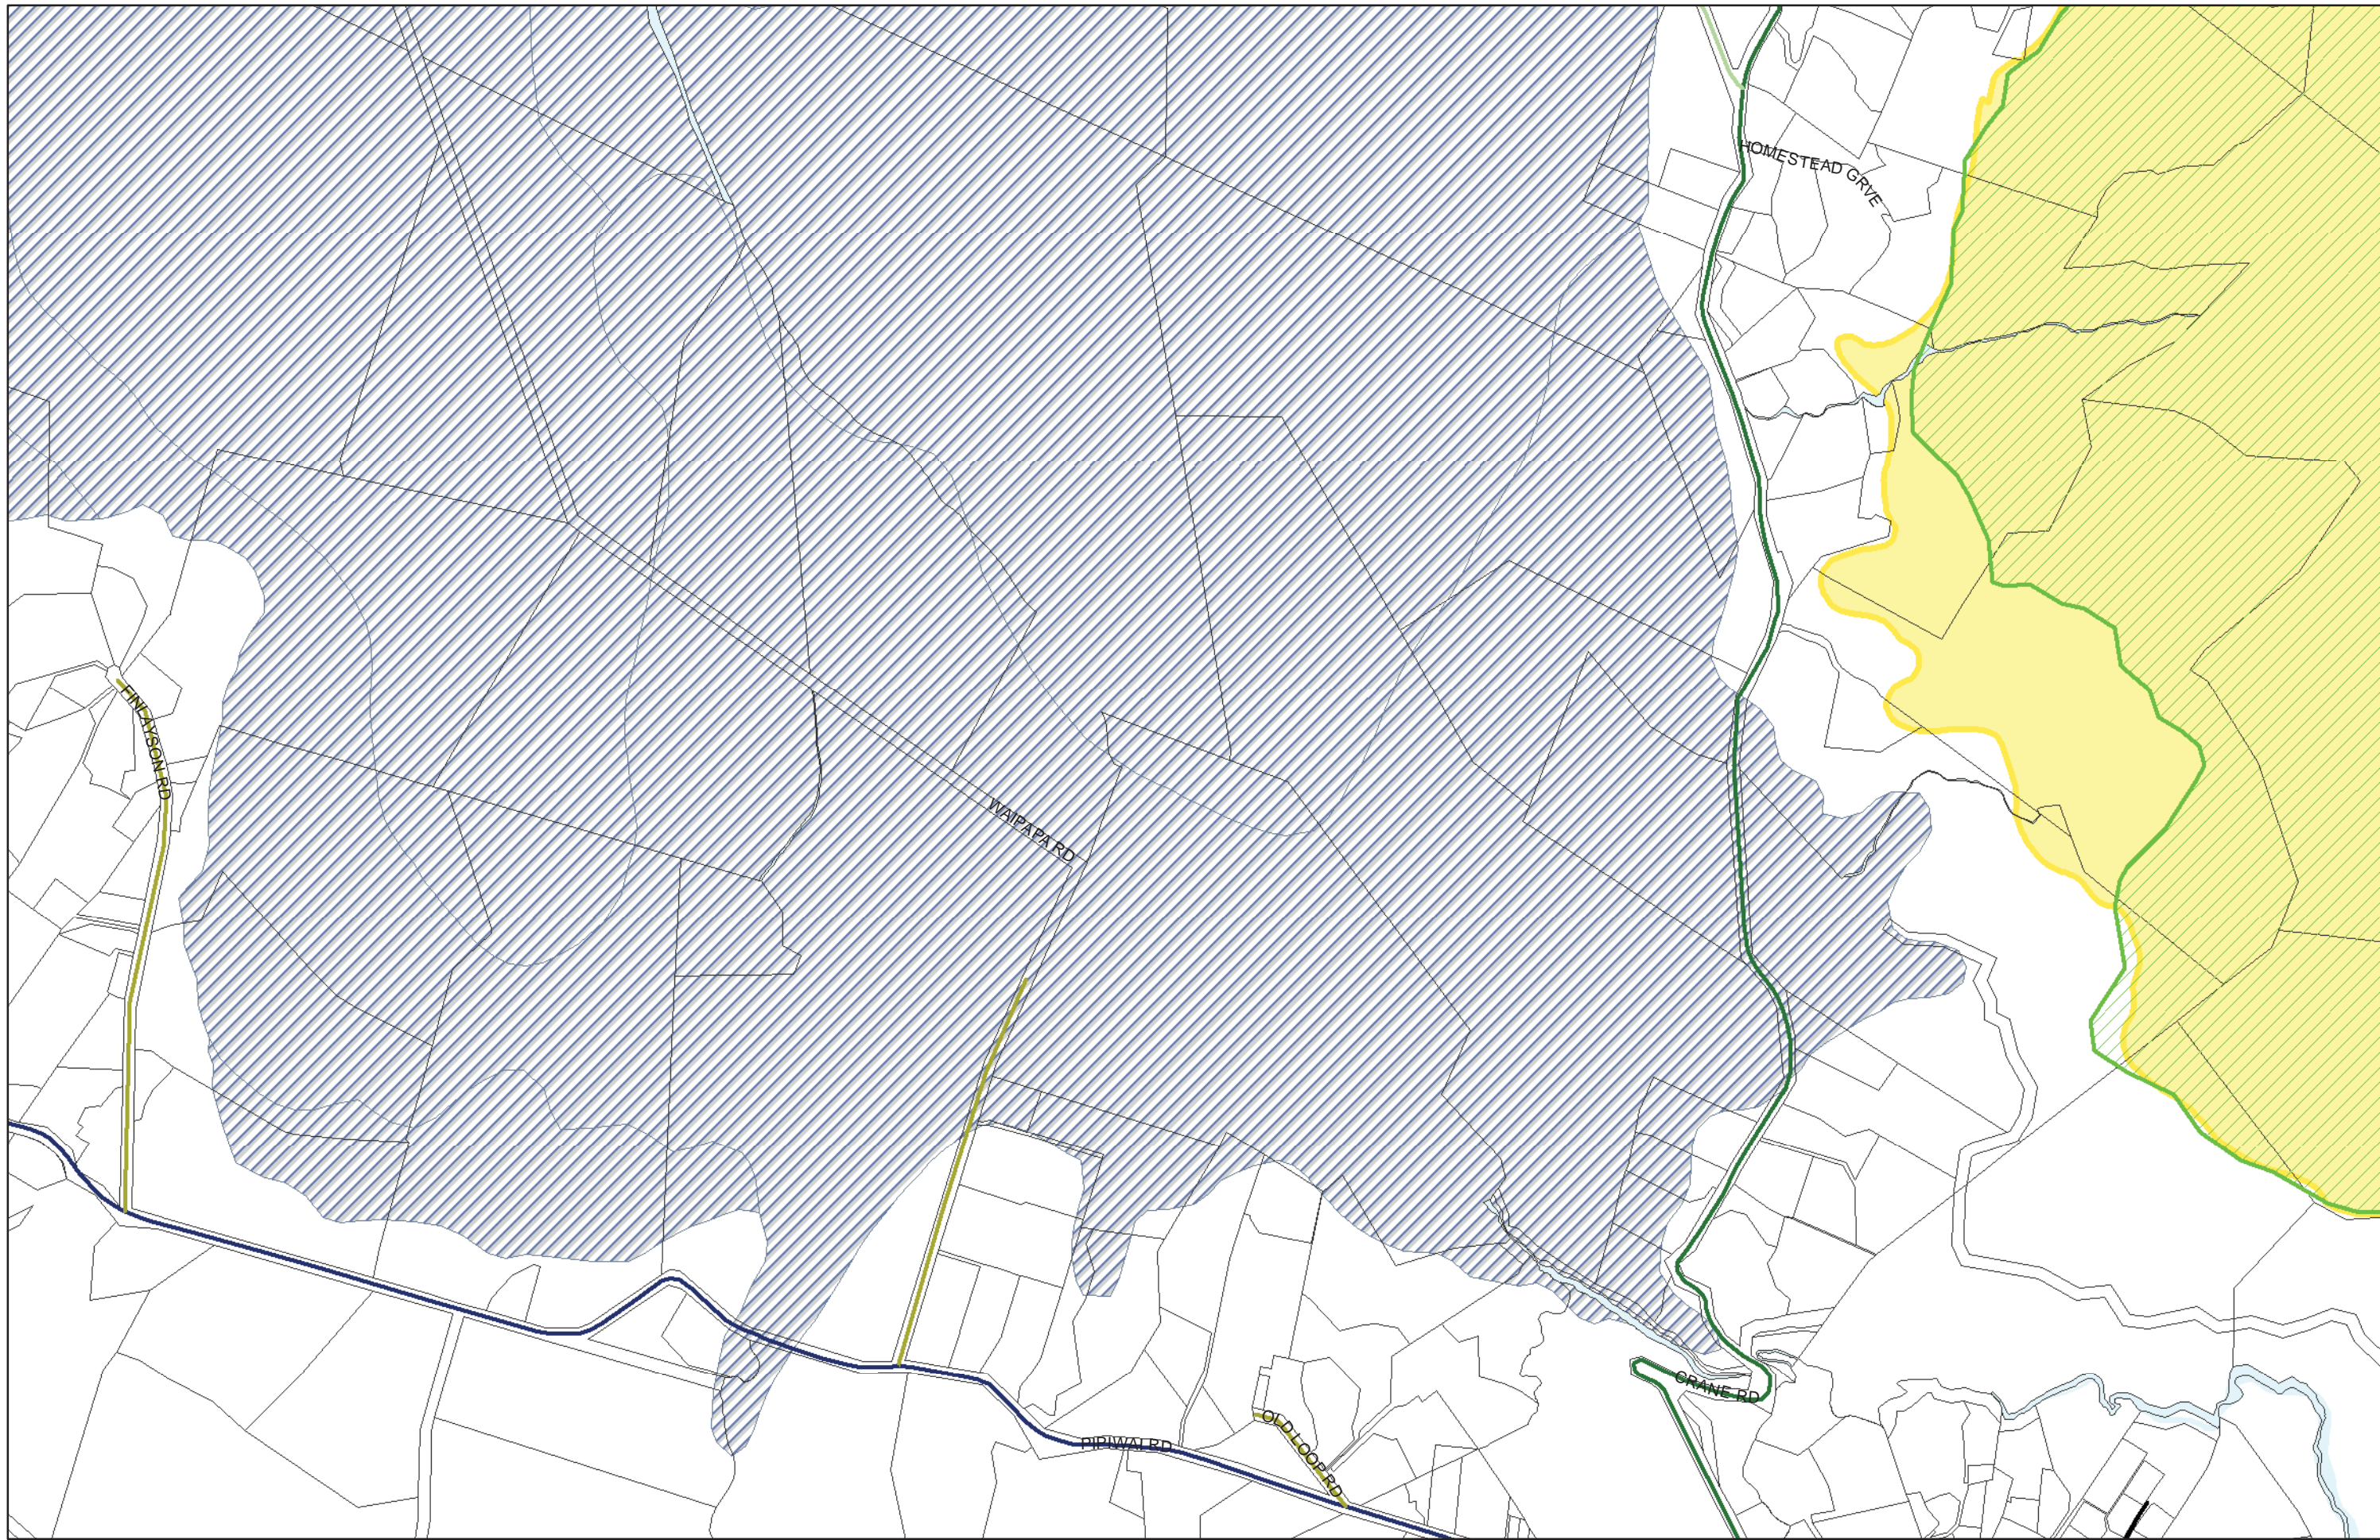 HOMESTEAD GRVE
FINLAYSON RD
WAIPAPA RD
CRANE RD
OLD LOOP RD
PIPIWAI RD